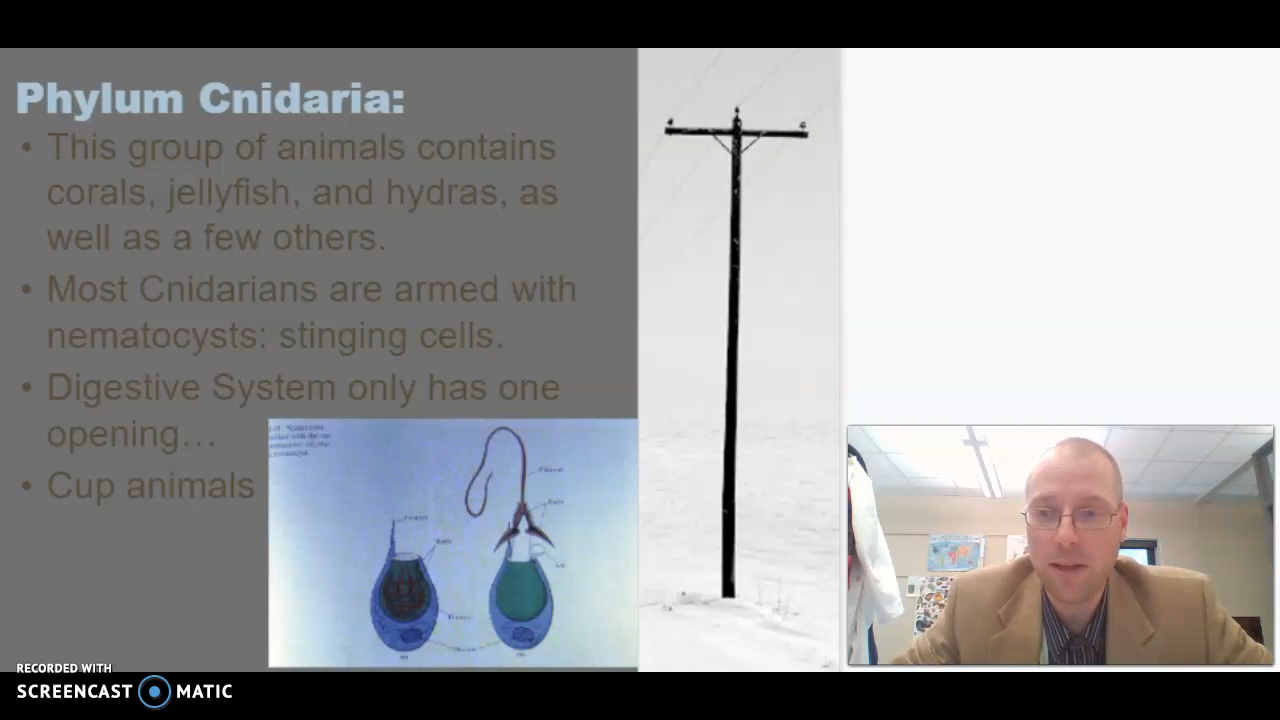 Phylum Cnidaria:
• This group of animals contains
corals, jellyfish, and hydras, as
well as a few others.
• Most Cnidarians are armed with
nematocysts: stinging cells.
• Digestive System only has one
opening...
• Cup animals
RECORDED WITH
SCREENCAST MATIC